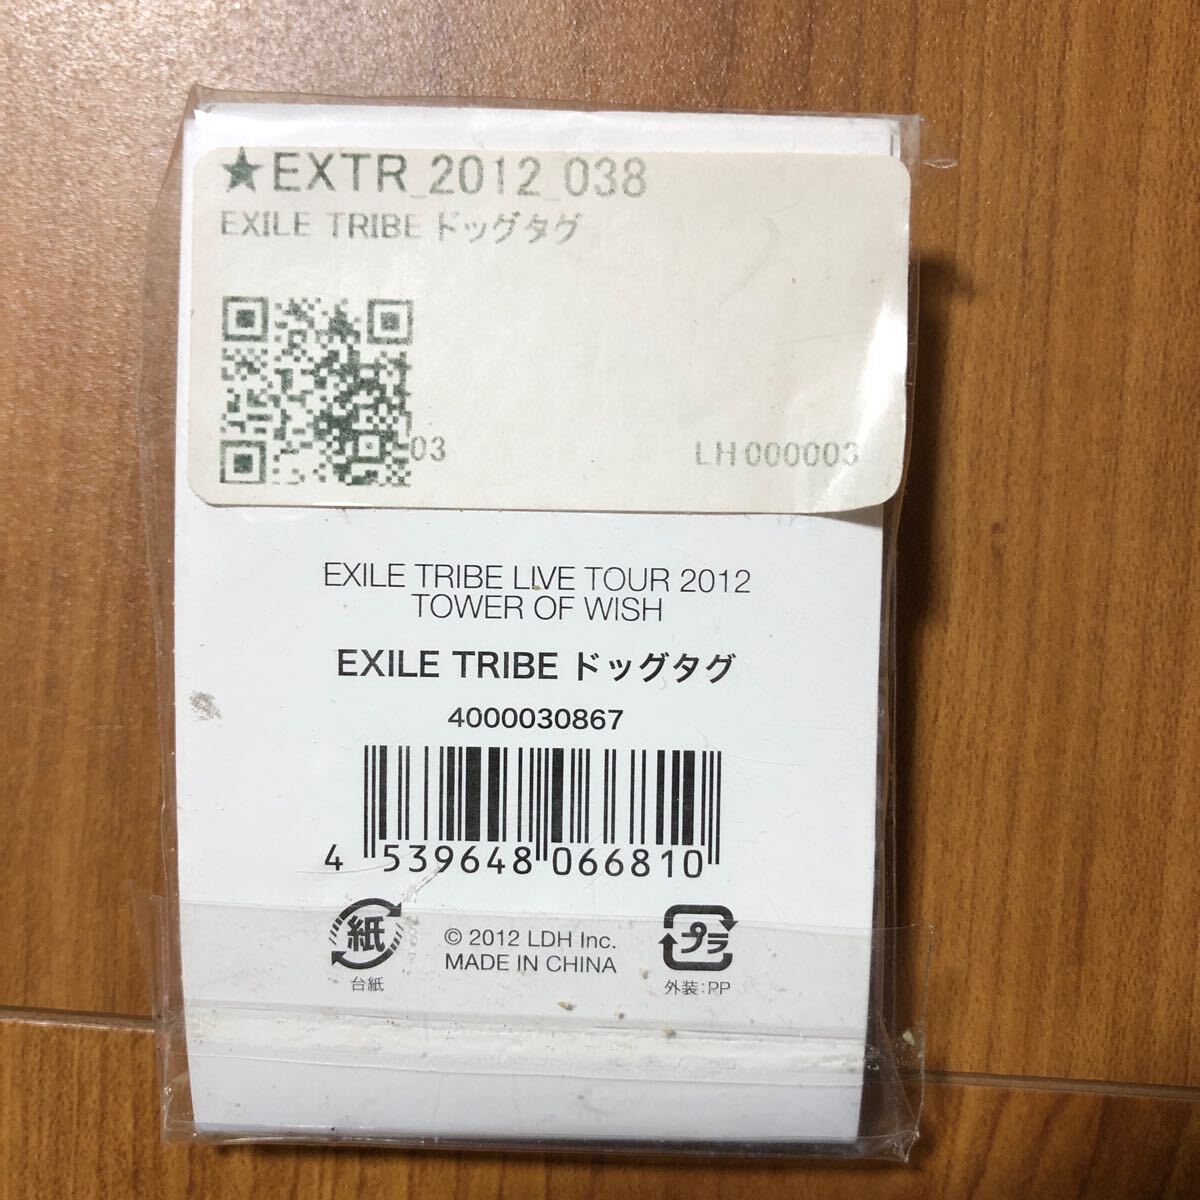 ★EXTR_2012_038
EXILE TRIBE ドッグタグ
03
LH000003
EXILE TRIBE LIVE TOUR 2012
TOWER OF WISH
EXILE TRIBE ドッグタグ
4000030867
4 539648 066810
紙
台紙
© 2012 LDH Inc.
MADE IN CHINA
プラ
外装:PP